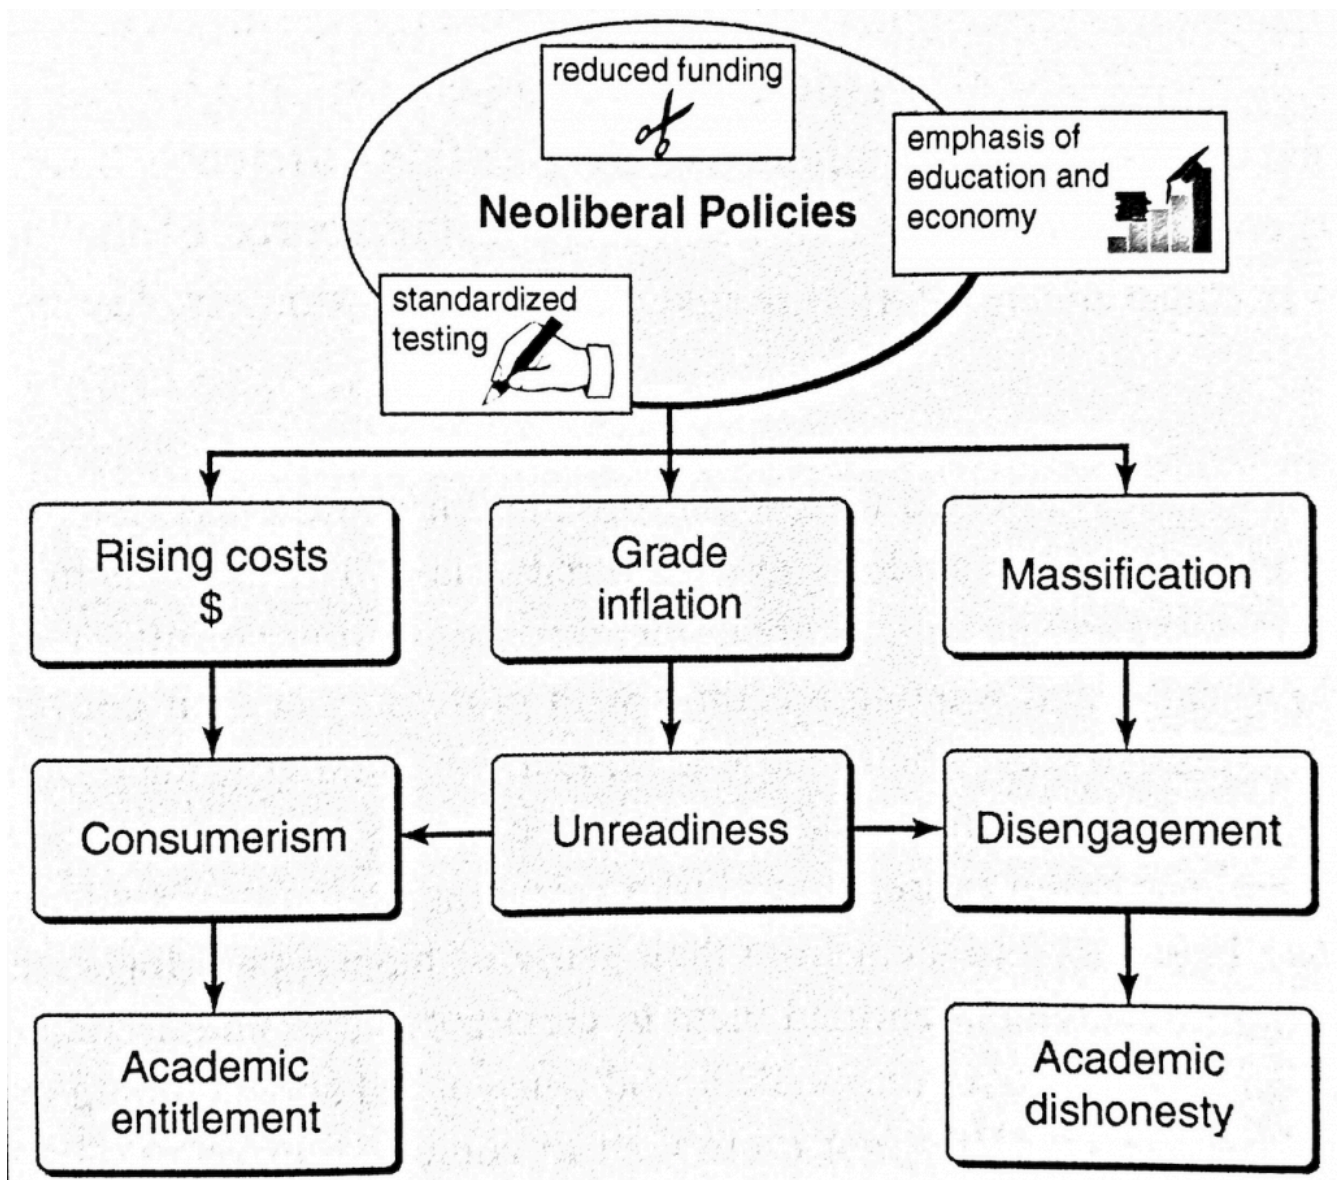 reduced funding
emphasis of
education and
economy
Neoliberal Policies
standardized
testing
Rising costs
$
Grade
inflation
Massification
Consumerism
Unreadiness
Disengagement
Academic
entitlement
Academic
dishonesty